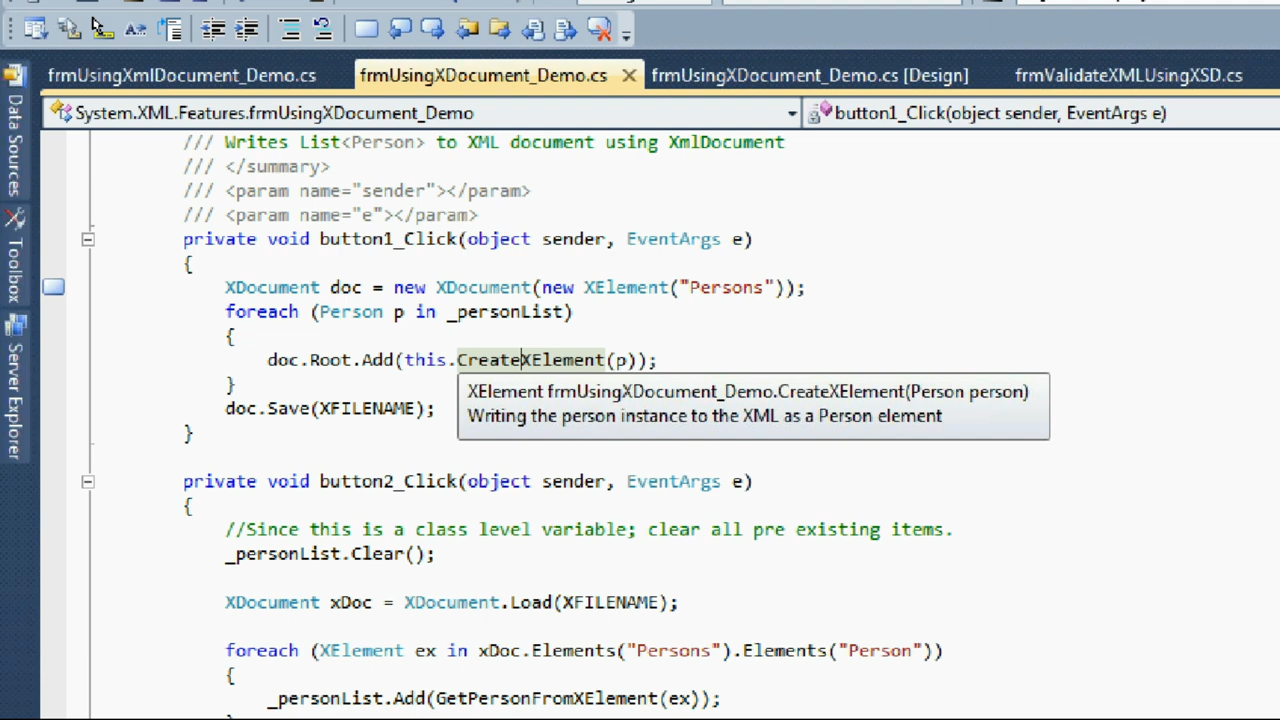 frmUsingXmlDocument_Demo.cs
frmUsingXDocument_Demo.cs
frmUsingXDocument_Demo.cs [Design]
frmValidateXMLUsingXSD.cs
System.XML.Features.frmUsingXDocument_Demo
button1_Click(object sender, EventArgs e)
Data Sources
Toolbox
Server Explorer
/// Writes List<Person> to XML document using XmlDocument
/// </summary>
/// <param name="sender"></param>
/// <param name="e"></param>
private void button1_Click(object sender, EventArgs e)
{
XDocument doc = new XDocument(new XElement("Persons"));
foreach (Person p in _personList)
{
doc.Root.Add(this.CreateXElement(p));
}
XElement frmUsingXDocument_Demo.CreateXElement(Person person)
Writing the person instance to the XML as a Person element
doc.Save(XFILENAME);
}
private void button2_Click(object sender, EventArgs e)
{
//Since this is a class level variable; clear all pre existing items.
_personList.Clear();
XDocument xDoc = XDocument.Load(XFILENAME);
foreach (XElement ex in xDoc.Elements("Persons").Elements("Person"))
{
_personList.Add(GetPersonFromXElement(ex));